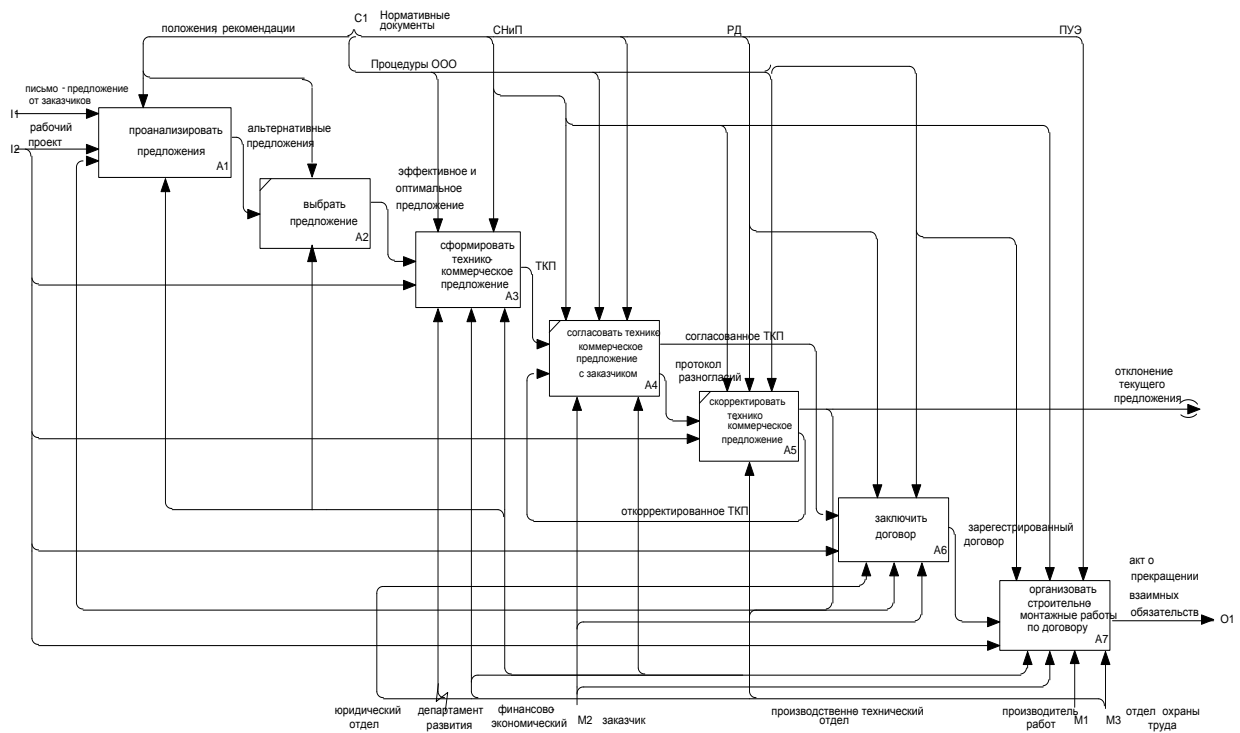 С1 Нормативные
документы
положения рекомендации
СНиП
РД
ПУЭ
Процедуры ООО
письмо - предложение
от заказчиков
I1
рабочий
проект
I2
проанализировать
предложения
A1
альтернативные
предложения
выбрать
предложение
A2
эффективное и
оптимальное
предложение
сформировать
технико-
коммерческое
предложение
A3
ТКП
согласовать технике
коммерческое
предложение
с заказчиком
A4
согласованное ТКП
протокол
разногласий
скорректировать
технико
коммерческое
предложение
A5
отклонение
текущего
предложения
откорректированное ТКП
заключить
договор
A6
зарегестрированный
договор
организовать
строительно-
монтажные работы
по договору
A7
акт о
прекращении
взаимных
обязательств
O1
юридический
отдел
департамент
развития
финансово-
экономический
M2 заказчик
производственно технический
отдел
производитель
работ
M1
M3
отдел охраны
труда